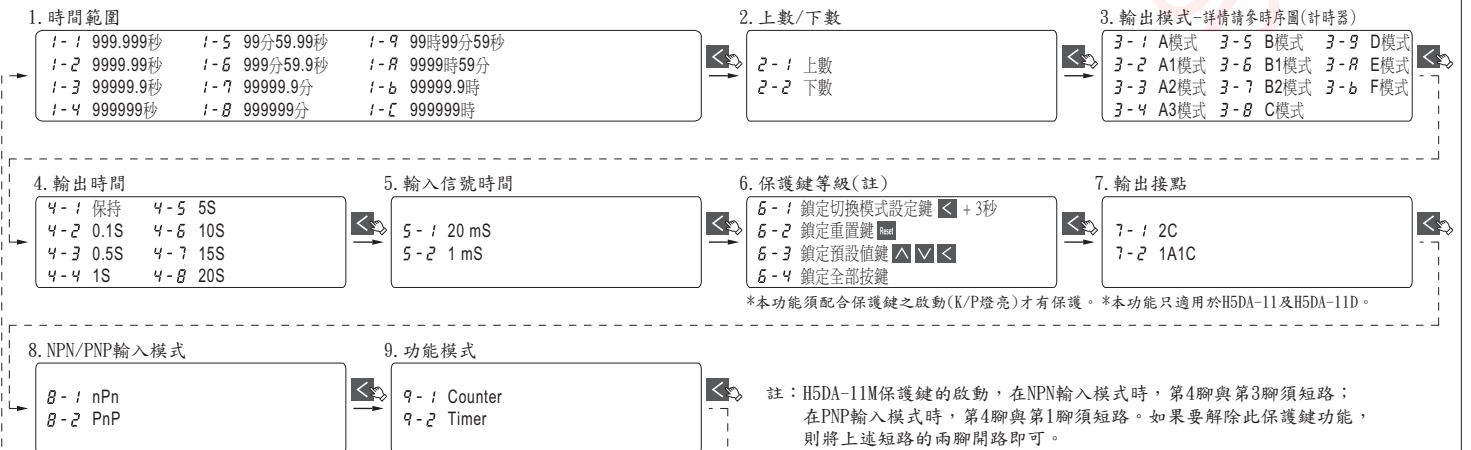 1.時間範圍
1-1 999.999秒 1-5 99分59.99秒 1-9 99時99分59秒
1-2 9999.99秒 1-6 999分59.9秒 1-A 9999時59分
1-3 99999.9秒 1-7 99999.9分 1-b 99999.9時
1-4 999999秒 1-8 999999分 1-C 999999時
2.上數/下數
2-1 上數
2-2 下數
3.輸出模式-詳情請參時序圖(計時器)
3-1 A模式 3-5 B模式 3-9 D模式
3-2 A1模式 3-6 B1模式 3-A E模式
3-3 A2模式 3-7 B2模式 3-b F模式
3-4 A3模式 3-8 C模式
4.輸出時間
4-1 保持 4-5 5S
4-2 0.1S 4-6 10S
4-3 0.5S 4-7 15S
4-4 1S 4-8 20S
5.輸入信號時間
5-1 20 mS
5-2 1 mS
6.保護鍵等級(註)
6-1 鎖定切換模式設定鍵 < + 3秒
6-2 鎖定重置鍵 Reset
6-3 鎖定預設值鍵 ∧ ∨ <
6-4 鎖定全部按鍵
*本功能須配合保護鍵之啟動(K/P燈亮)才有保護。
7.輸出接點
7-1 2C
7-2 1A1C
*本功能只適用於H5DA-11及H5DA-11D。
8.NPN/PNP輸入模式
8-1 nPn
8-2 PnP
9.功能模式
9-1 Counter
9-2 Timer
註:H5DA-11M保護鍵的啟動,在NPN輸入模式時,第4腳與第3腳須短路;
在PNP輸入模式時,第4腳與第1腳須短路。如果要解除此保護鍵功能,
則將上述短路的兩腳開路即可。